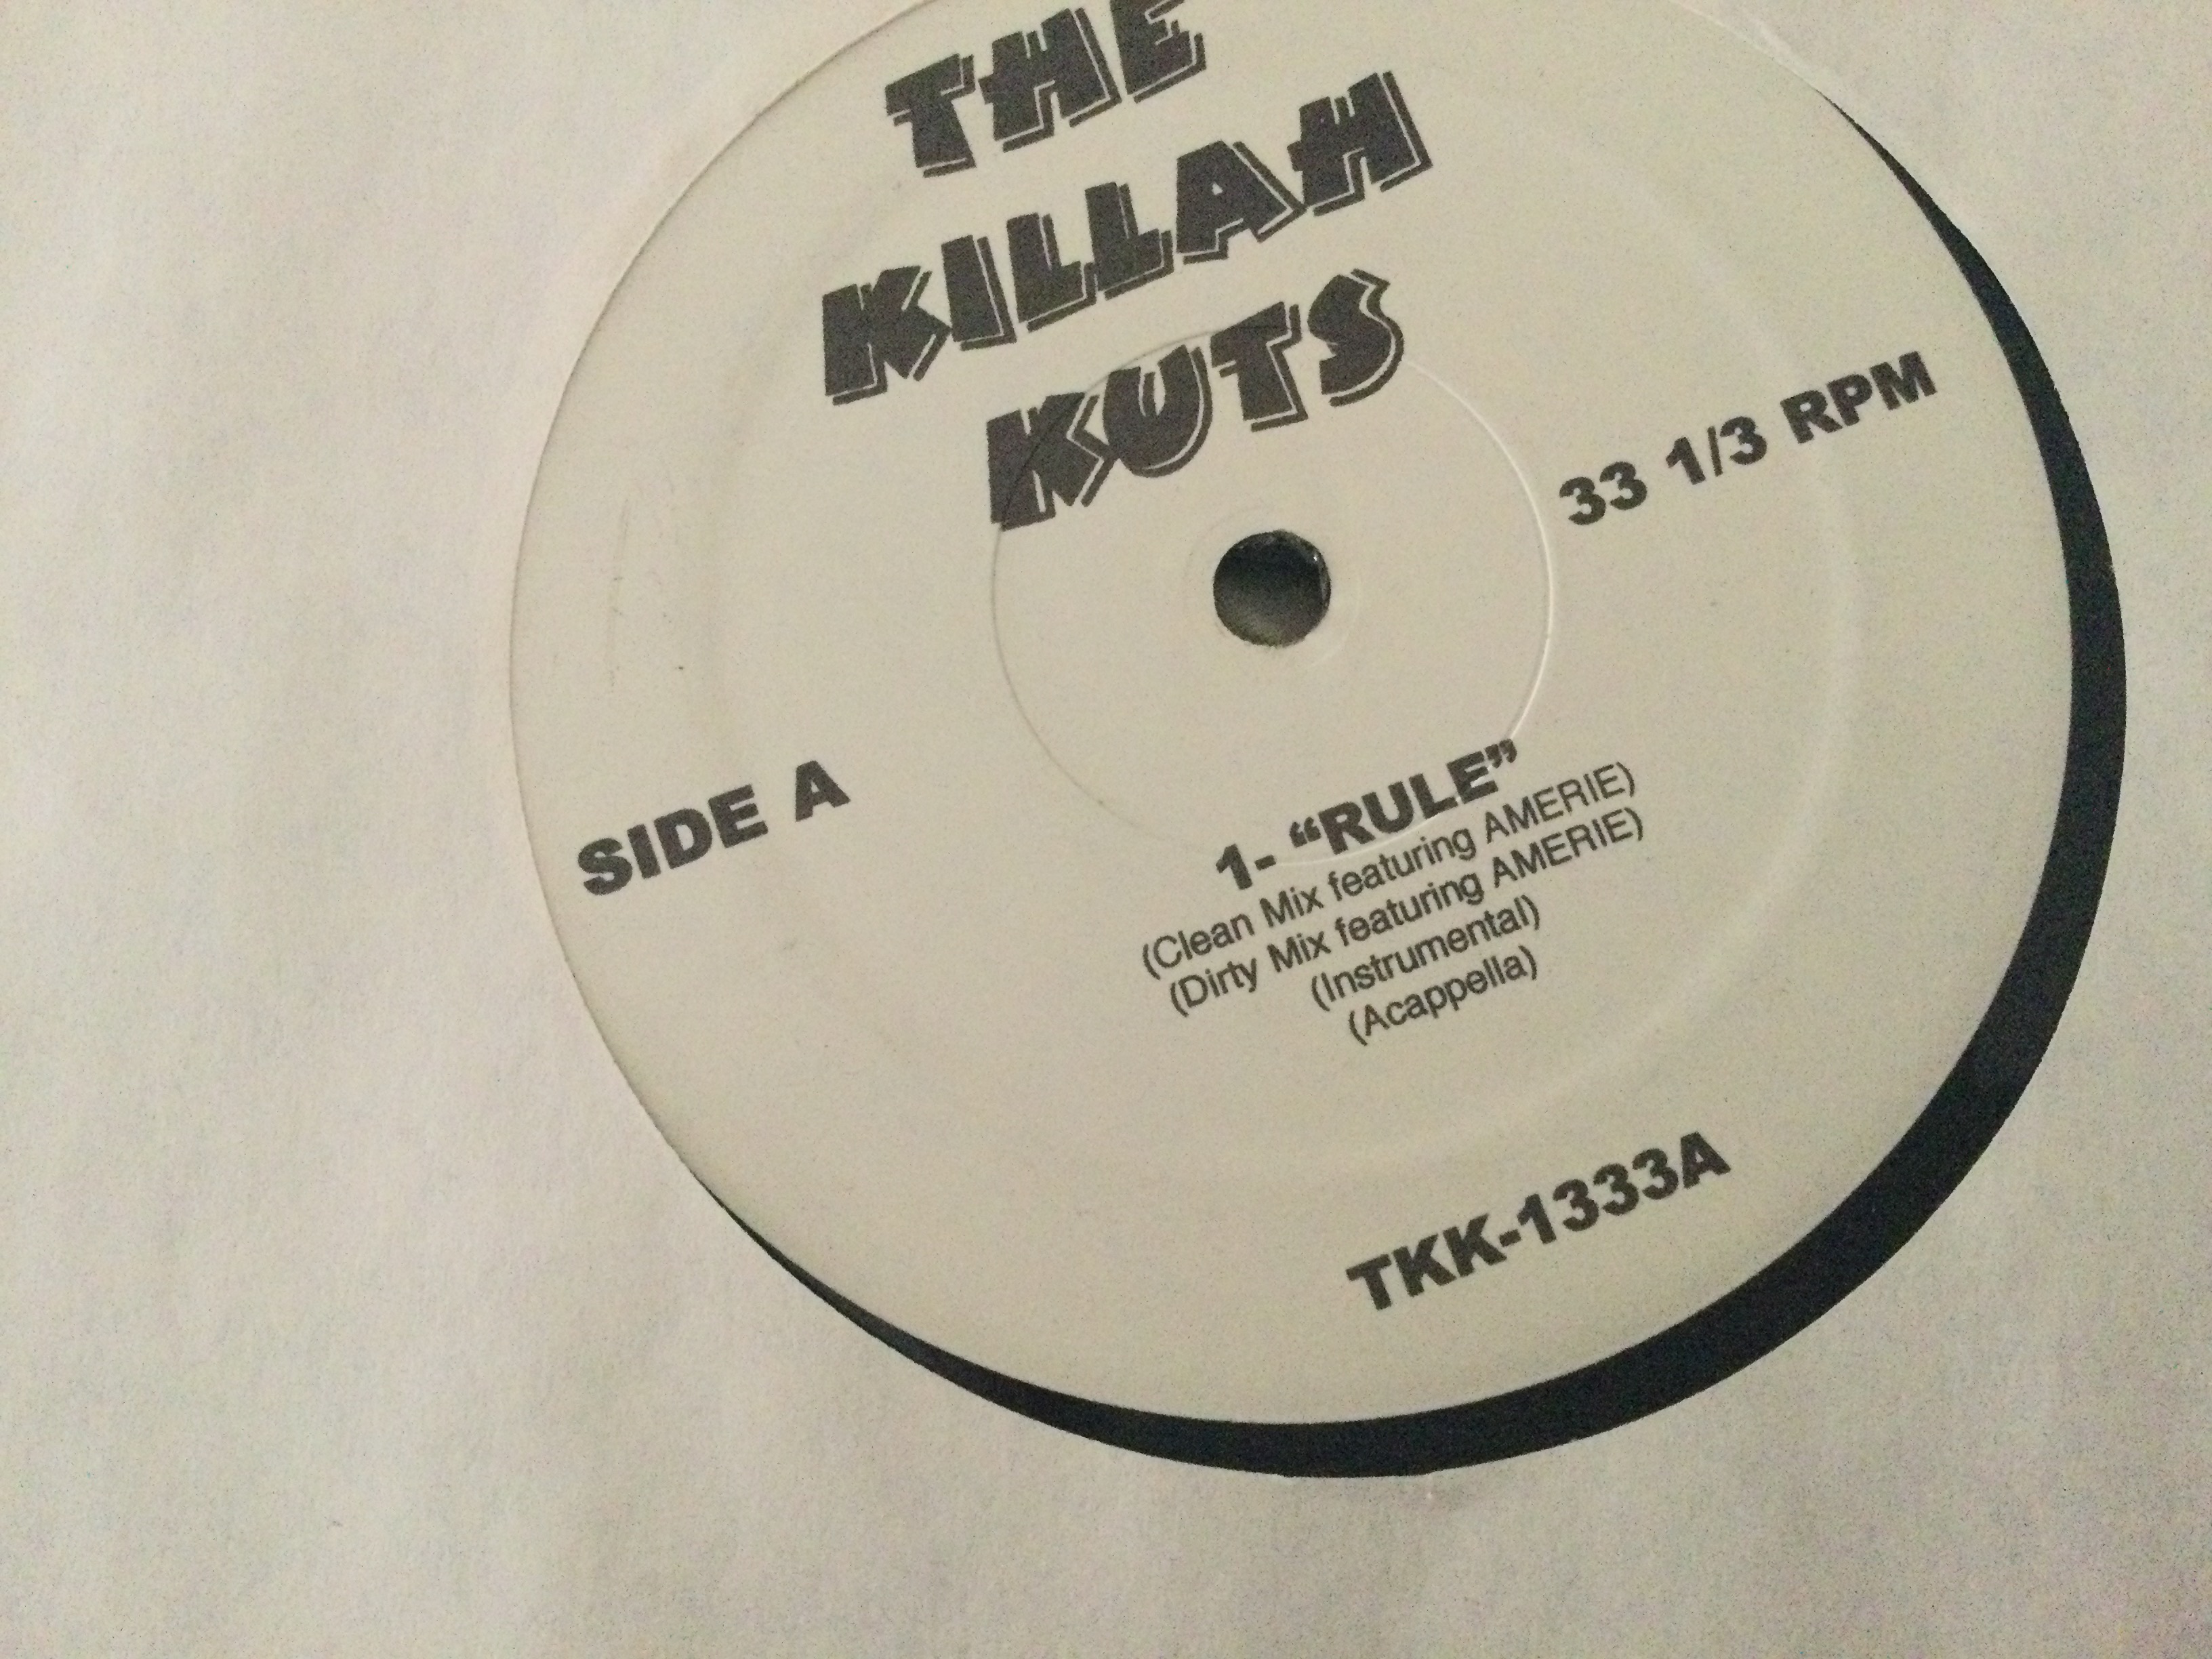 THE
KILLAH
KUTS
33 1/3 RPM
SIDE A
1- “RULE”
(Clean Mix featuring AMERIE)
(Dirty Mix featuring AMERIE)
(Instrumental)
(Acappella)
TKK-1333A